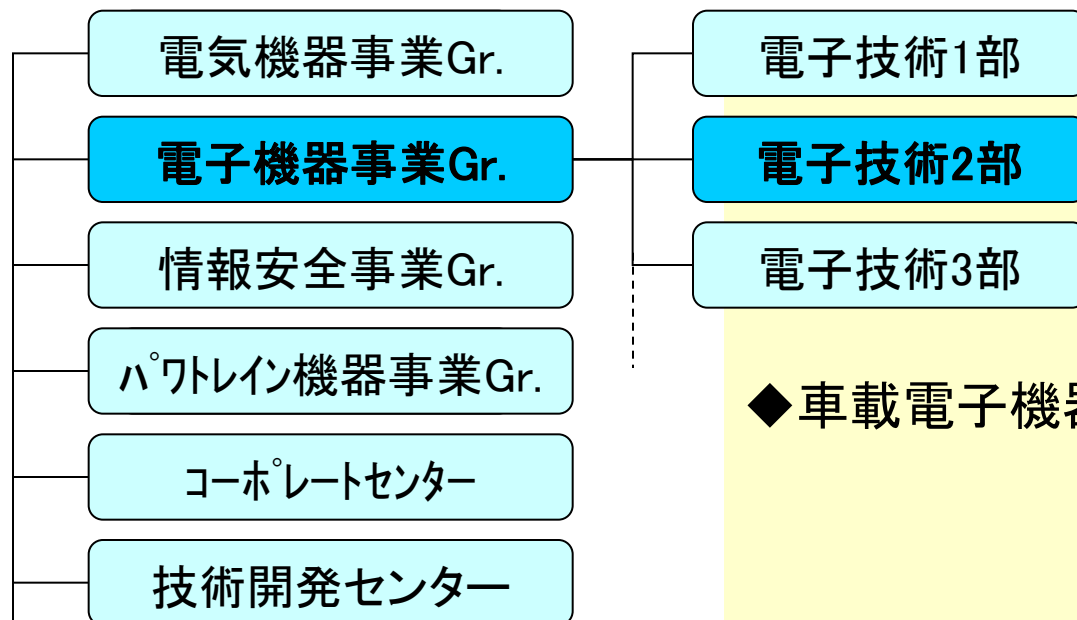 電気機器事業Gr.
電子機器事業Gr.
情報安全事業Gr.
ﾊﾟﾜﾄﾚｲﾝ機器事業Gr.
ｺｰﾎﾟﾚｰﾄｾﾝﾀｰ
技術開発センター
電子技術1部
電子技術2部
電子技術3部
◆車載電子機